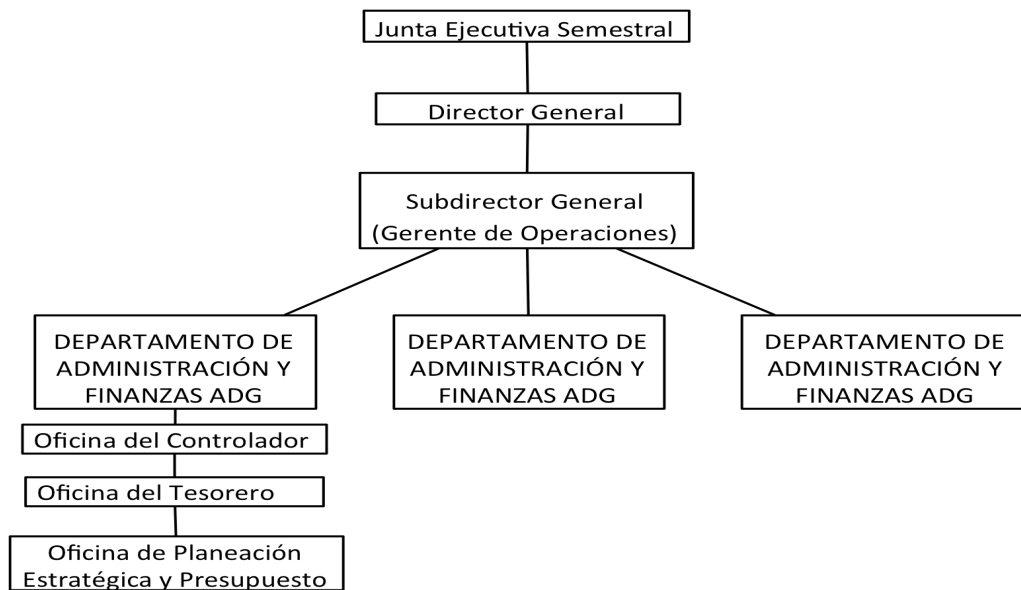 Junta Ejecutiva Semestral
Director General
Subdirector General
(Gerente de Operaciones)
DEPARTAMENTO DE
ADMINISTRACIÓN Y
FINANZAS ADG
DEPARTAMENTO DE
ADMINISTRACIÓN Y
FINANZAS ADG
DEPARTAMENTO DE
ADMINISTRACIÓN Y
FINANZAS ADG
Oficina del Controlador
Oficina del Tesorero
Oficina de Planeación
Estratégica y Presupuesto